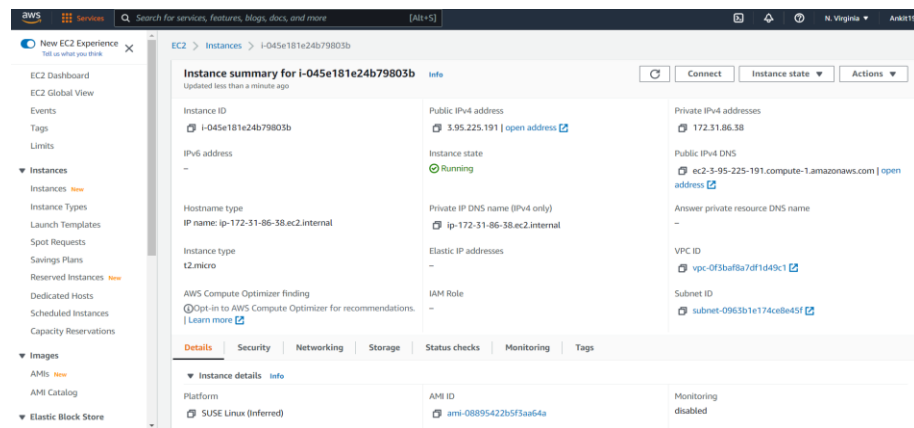 aws Services Search for services, features, blogs, docs, and more [Alt+S] N. Virginia ▼ Ankit19
New EC2 Experience
Tell us what you think
EC2 Dashboard
EC2 Global View
Events
Tags
Limits
▼ Instances
Instances New
Instance Types
Launch Templates
Spot Requests
Savings Plans
Reserved Instances New
Dedicated Hosts
Scheduled Instances
Capacity Reservations
▼ Images
AMIs New
AMI Catalog
▼ Elastic Block Store
EC2 > Instances > i-045e181e24b79803b
Instance summary for i-045e181e24b79803b Info
Updated less than a minute ago
Connect Instance state ▼ Actions ▼
Instance ID
i-045e181e24b79803b
Public IPv4 address
3.95.225.191 | open address
Private IPv4 addresses
172.31.86.38
IPv6 address
–
Instance state
Running
Public IPv4 DNS
ec2-3-95-225-191.compute-1.amazonaws.com | open
address
Hostname type
IP name: ip-172-31-86-38.ec2.internal
Private IP DNS name (IPv4 only)
ip-172-31-86-38.ec2.internal
Answer private resource DNS name
–
Instance type
t2.micro
Elastic IP addresses
–
VPC ID
vpc-0f3baf8a7df1d49c1
AWS Compute Optimizer finding
Opt-in to AWS Compute Optimizer for recommendations.
| Learn more
IAM Role
–
Subnet ID
subnet-0963b1e174ce8e45f
Details Security Networking Storage Status checks Monitoring Tags
▼ Instance details Info
Platform
SUSE Linux (Inferred)
AMI ID
ami-08895422b5f3aa64a
Monitoring
disabled